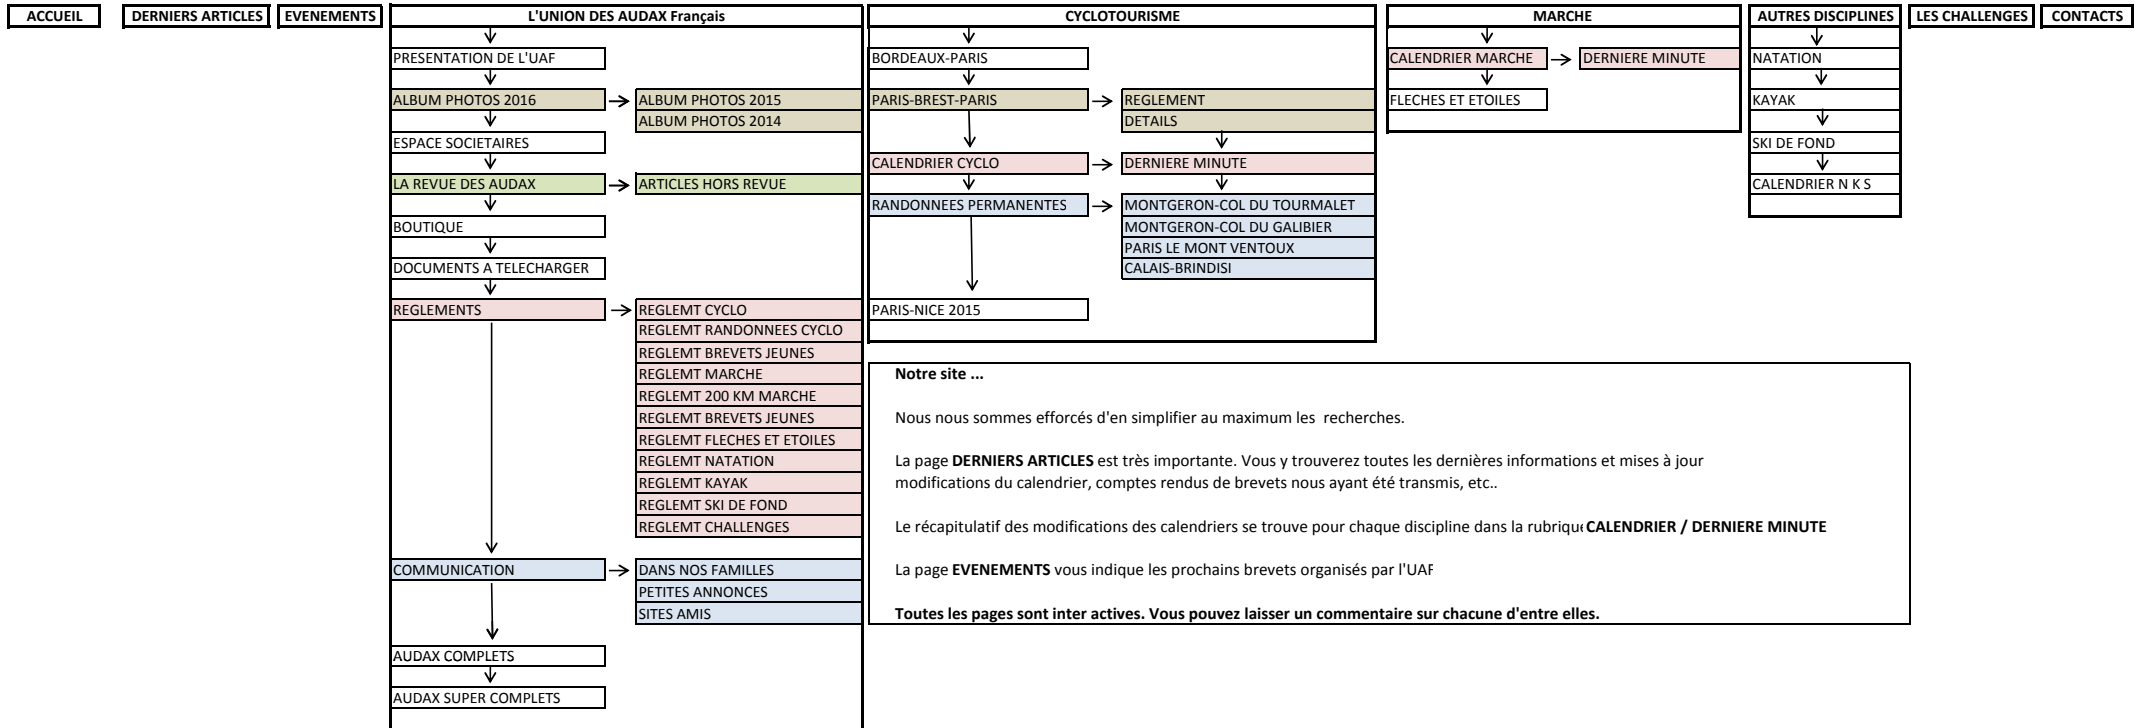 ACCUEIL
DERNIERS ARTICLES
EVENEMENTS
L'UNION DES AUDAX Français
CYCLOTOURISME
MARCHE
AUTRES DISCIPLINES
LES CHALLENGES
CONTACTS
PRESENTATION DE L'UAF
ALBUM PHOTOS 2016
ALBUM PHOTOS 2015
ALBUM PHOTOS 2014
ESPACE SOCIETAIRES
LA REVUE DES AUDAX
ARTICLES HORS REVUE
BOUTIQUE
DOCUMENTS A TELECHARGER
REGLEMENTS
REGLEMT CYCLO
REGLEMT RANDONNEES CYCLO
REGLEMT BREVETS JEUNES
REGLEMT MARCHE
REGLEMT 200 KM MARCHE
REGLEMT BREVETS JEUNES
REGLEMT FLECHES ET ETOILES
REGLEMT NATATION
REGLEMT KAYAK
REGLEMT SKI DE FOND
REGLEMT CHALLENGES
COMMUNICATION
DANS NOS FAMILLES
PETITES ANNONCES
SITES AMIS
AUDAX COMPLETS
AUDAX SUPER COMPLETS
BORDEAUX-PARIS
PARIS-BREST-PARIS
REGLEMENT
DETAILS
CALENDRIER CYCLO
DERNIERE MINUTE
RANDONNEES PERMANENTES
MONTGERON-COL DU TOURMALET
MONTGERON-COL DU GALIBIER
PARIS LE MONT VENTOUX
CALAIS-BRINDISI
PARIS-NICE 2015
CALENDRIER MARCHE
DERNIERE MINUTE
FLECHES ET ETOILES
NATATION
KAYAK
SKI DE FOND
CALENDRIER N K S
Notre site ...
Nous nous sommes efforcés d'en simplifier au maximum les recherches.
La page DERNIERS ARTICLES est très importante. Vous y trouverez toutes les dernières informations et mises à jour
modifications du calendrier, comptes rendus de brevets nous ayant été transmis, etc..
Le récapitulatif des modifications des calendriers se trouve pour chaque discipline dans la rubrique CALENDRIER / DERNIERE MINUTE
La page EVENEMENTS vous indique les prochains brevets organisés par l'UAF
Toutes les pages sont inter actives. Vous pouvez laisser un commentaire sur chacune d'entre elles.